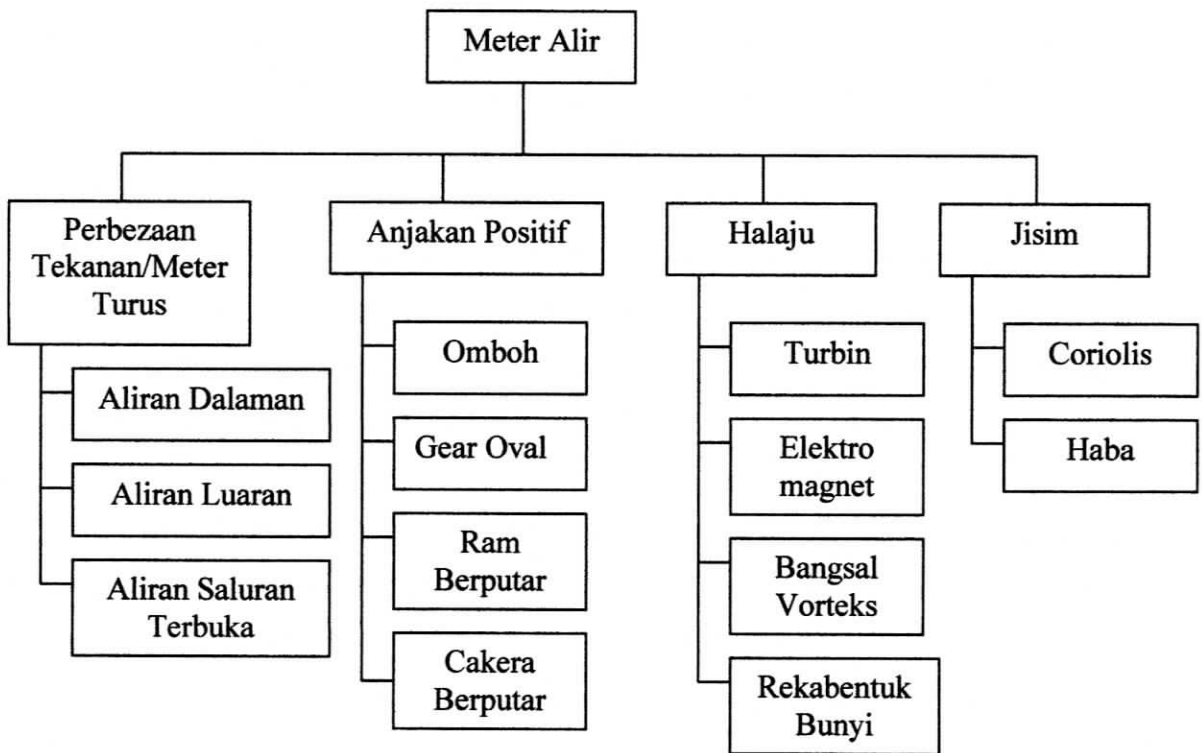 Meter Alir
Perbezaan
Tekanan/Meter
Turus
Aliran Dalaman
Aliran Luaran
Aliran Saluran
Terbuka
Anjakan Positif
Omboh
Gear Oval
Ram
Berputar
Cakera
Berputar
Halaju
Turbin
Elektro
magnet
Bangsal
Vorteks
Rekabentuk
Bunyi
Jisim
Coriolis
Haba